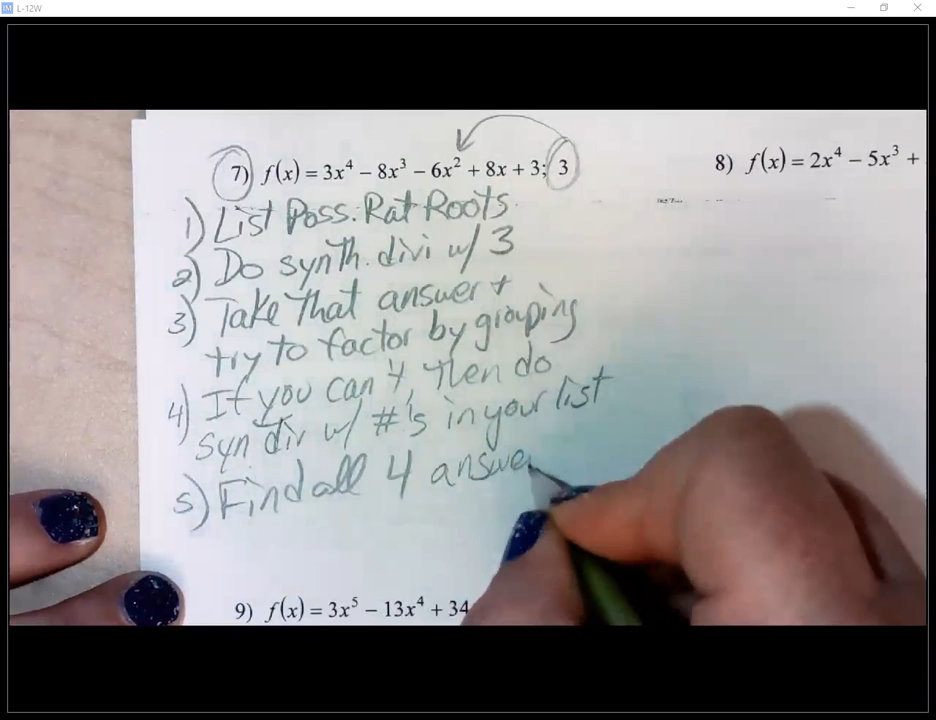 L-12W
7) f(x) = 3x⁴ − 8x³ − 6x² + 8x + 3; 3
8) f(x) = 2x⁴ − 5x³ +
1) List Poss. Rat Roots
2) Do synth. divi w/ 3
3) Take that answer +
try to factor by grouping
4) If you can't, then do
syn div w/ #'s in your list
5) Find all 4 answe
9) f(x) = 3x⁵ − 13x⁴ + 34